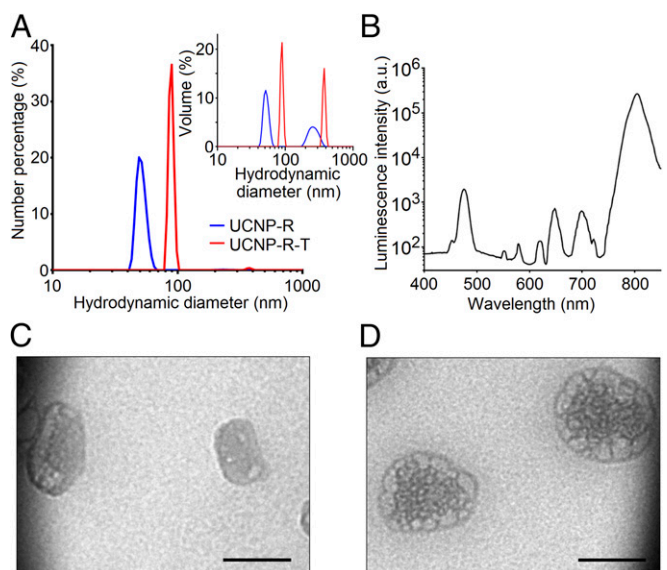 A
Number percentage (%)
40
30
20
10
0
10
100
1000
Hydrodynamic diameter (nm)
Volume (%)
20
10
0
10
100
1000
Hydrodynamic
diameter (nm)
UCNP-R
UCNP-R-T
B
Luminescence intensity (a.u.)
10⁶
10⁵
10⁴
10³
10²
400 500 600 700 800
Wavelength (nm)
C
D